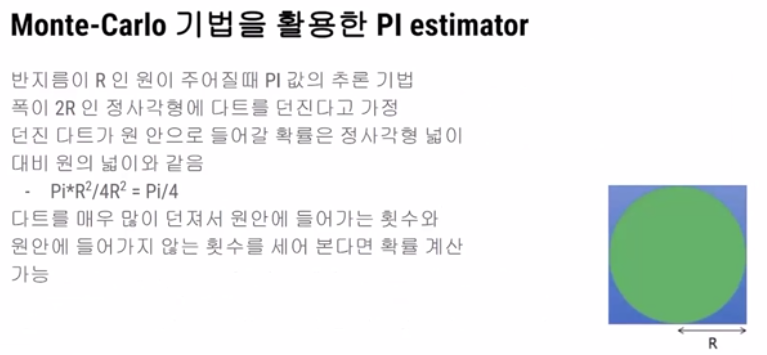 Monte-Carlo 기법을 활용한 PI estimator
반지름이 R 인 원이 주어질때 PI 값의 추론 기법
폭이 2R 인 정사각형에 다트를 던진다고 가정
던진 다트가 원 안으로 들어갈 확률은 정사각형 넓이
대비 원의 넓이와 같음
- Pi*R²/4R² = Pi/4
다트를 매우 많이 던져서 원안에 들어가는 횟수와
원안에 들어가지 않는 횟수를 세어 본다면 확률 계산
가능
R